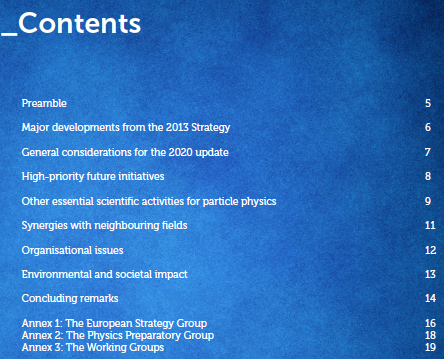 _Contents
Preamble 5
Major developments from the 2013 Strategy 6
General considerations for the 2020 update 7
High-priority future initiatives 8
Other essential scientific activities for particle physics 9
Synergies with neighbouring fields 11
Organisational issues 12
Environmental and societal impact 13
Concluding remarks 14
Annex 1: The European Strategy Group 16
Annex 2: The Physics Preparatory Group 18
Annex 3: The Working Groups 19